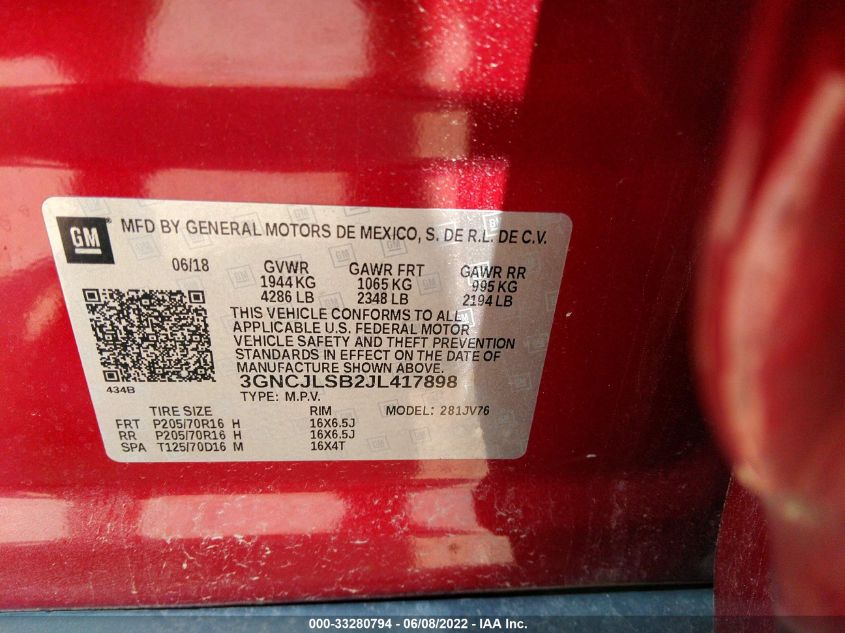 GM
MFD BY GENERAL MOTORS DE MEXICO, S. DE R.L. DE C.V.
06/18 GVWR GAWR FRT GAWR RR
1944 KG 1065 KG 995 KG
4286 LB 2348 LB 2194 LB
THIS VEHICLE CONFORMS TO ALL
APPLICABLE U.S. FEDERAL MOTOR
VEHICLE SAFETY AND THEFT PREVENTION
STANDARDS IN EFFECT ON THE DATE OF
MANUFACTURE SHOWN ABOVE.
434B 3GNCJLSB2JL417898
TYPE: M.P.V.
TIRE SIZE RIM MODEL: 281JV76
FRT P205/70R16 H 16X6.5J
RR P205/70R16 H 16X6.5J
SPA T125/70D16 M 16X4T
000-33280794 - 06/08/2022 - IAA Inc.